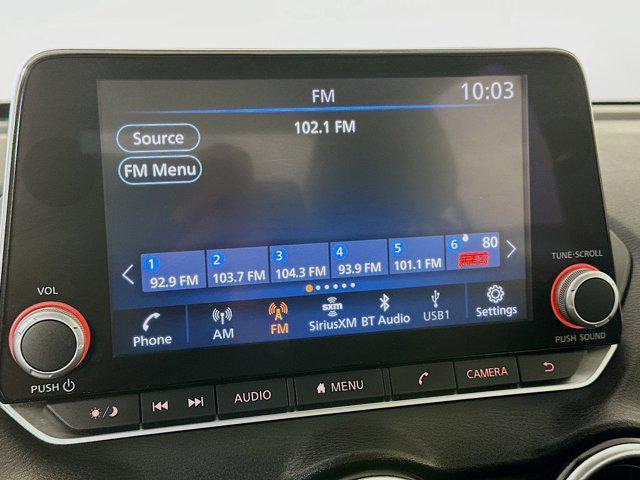 FM
10:03
102.1 FM
Source
FM Menu
1 92.9 FM
2 103.7 FM
3 104.3 FM
4 93.9 FM
5 101.1 FM
6 80
Phone
AM
FM
SXM
SiriusXM
BT Audio
USB1
Settings
VOL
PUSH
TUNE·SCROLL
PUSH SOUND
AUDIO
MENU
CAMERA